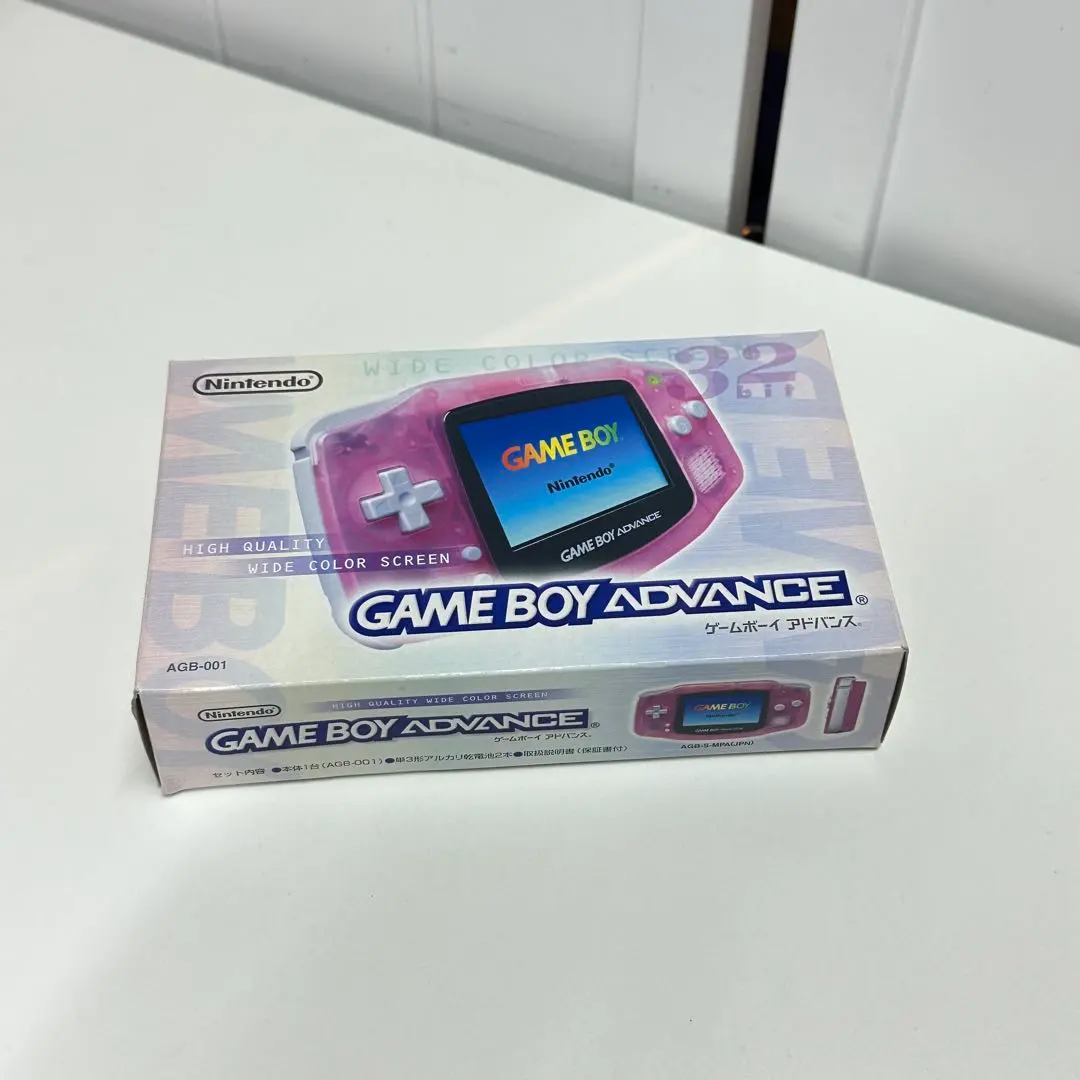 WIDE COLOR SCREEN
32
bit
Nintendo®
GAME BOY
Nintendo®
GAME BOY ADVANCE
HIGH QUALITY
WIDE COLOR SCREEN
GAME BOY ADVANCE®
ゲームボーイ アドバンス®
AGB-001
HIGH QUALITY WIDE COLOR SCREEN
Nintendo®
GAME BOY ADVANCE®
ゲームボーイ アドバンス®
GAME BOY
Nintendo
AGB-S-MPA(JPN)
セット内容 ●本体1台(AGB-001) ●単3形アルカリ乾電池2本 ●取扱説明書(保証書付)